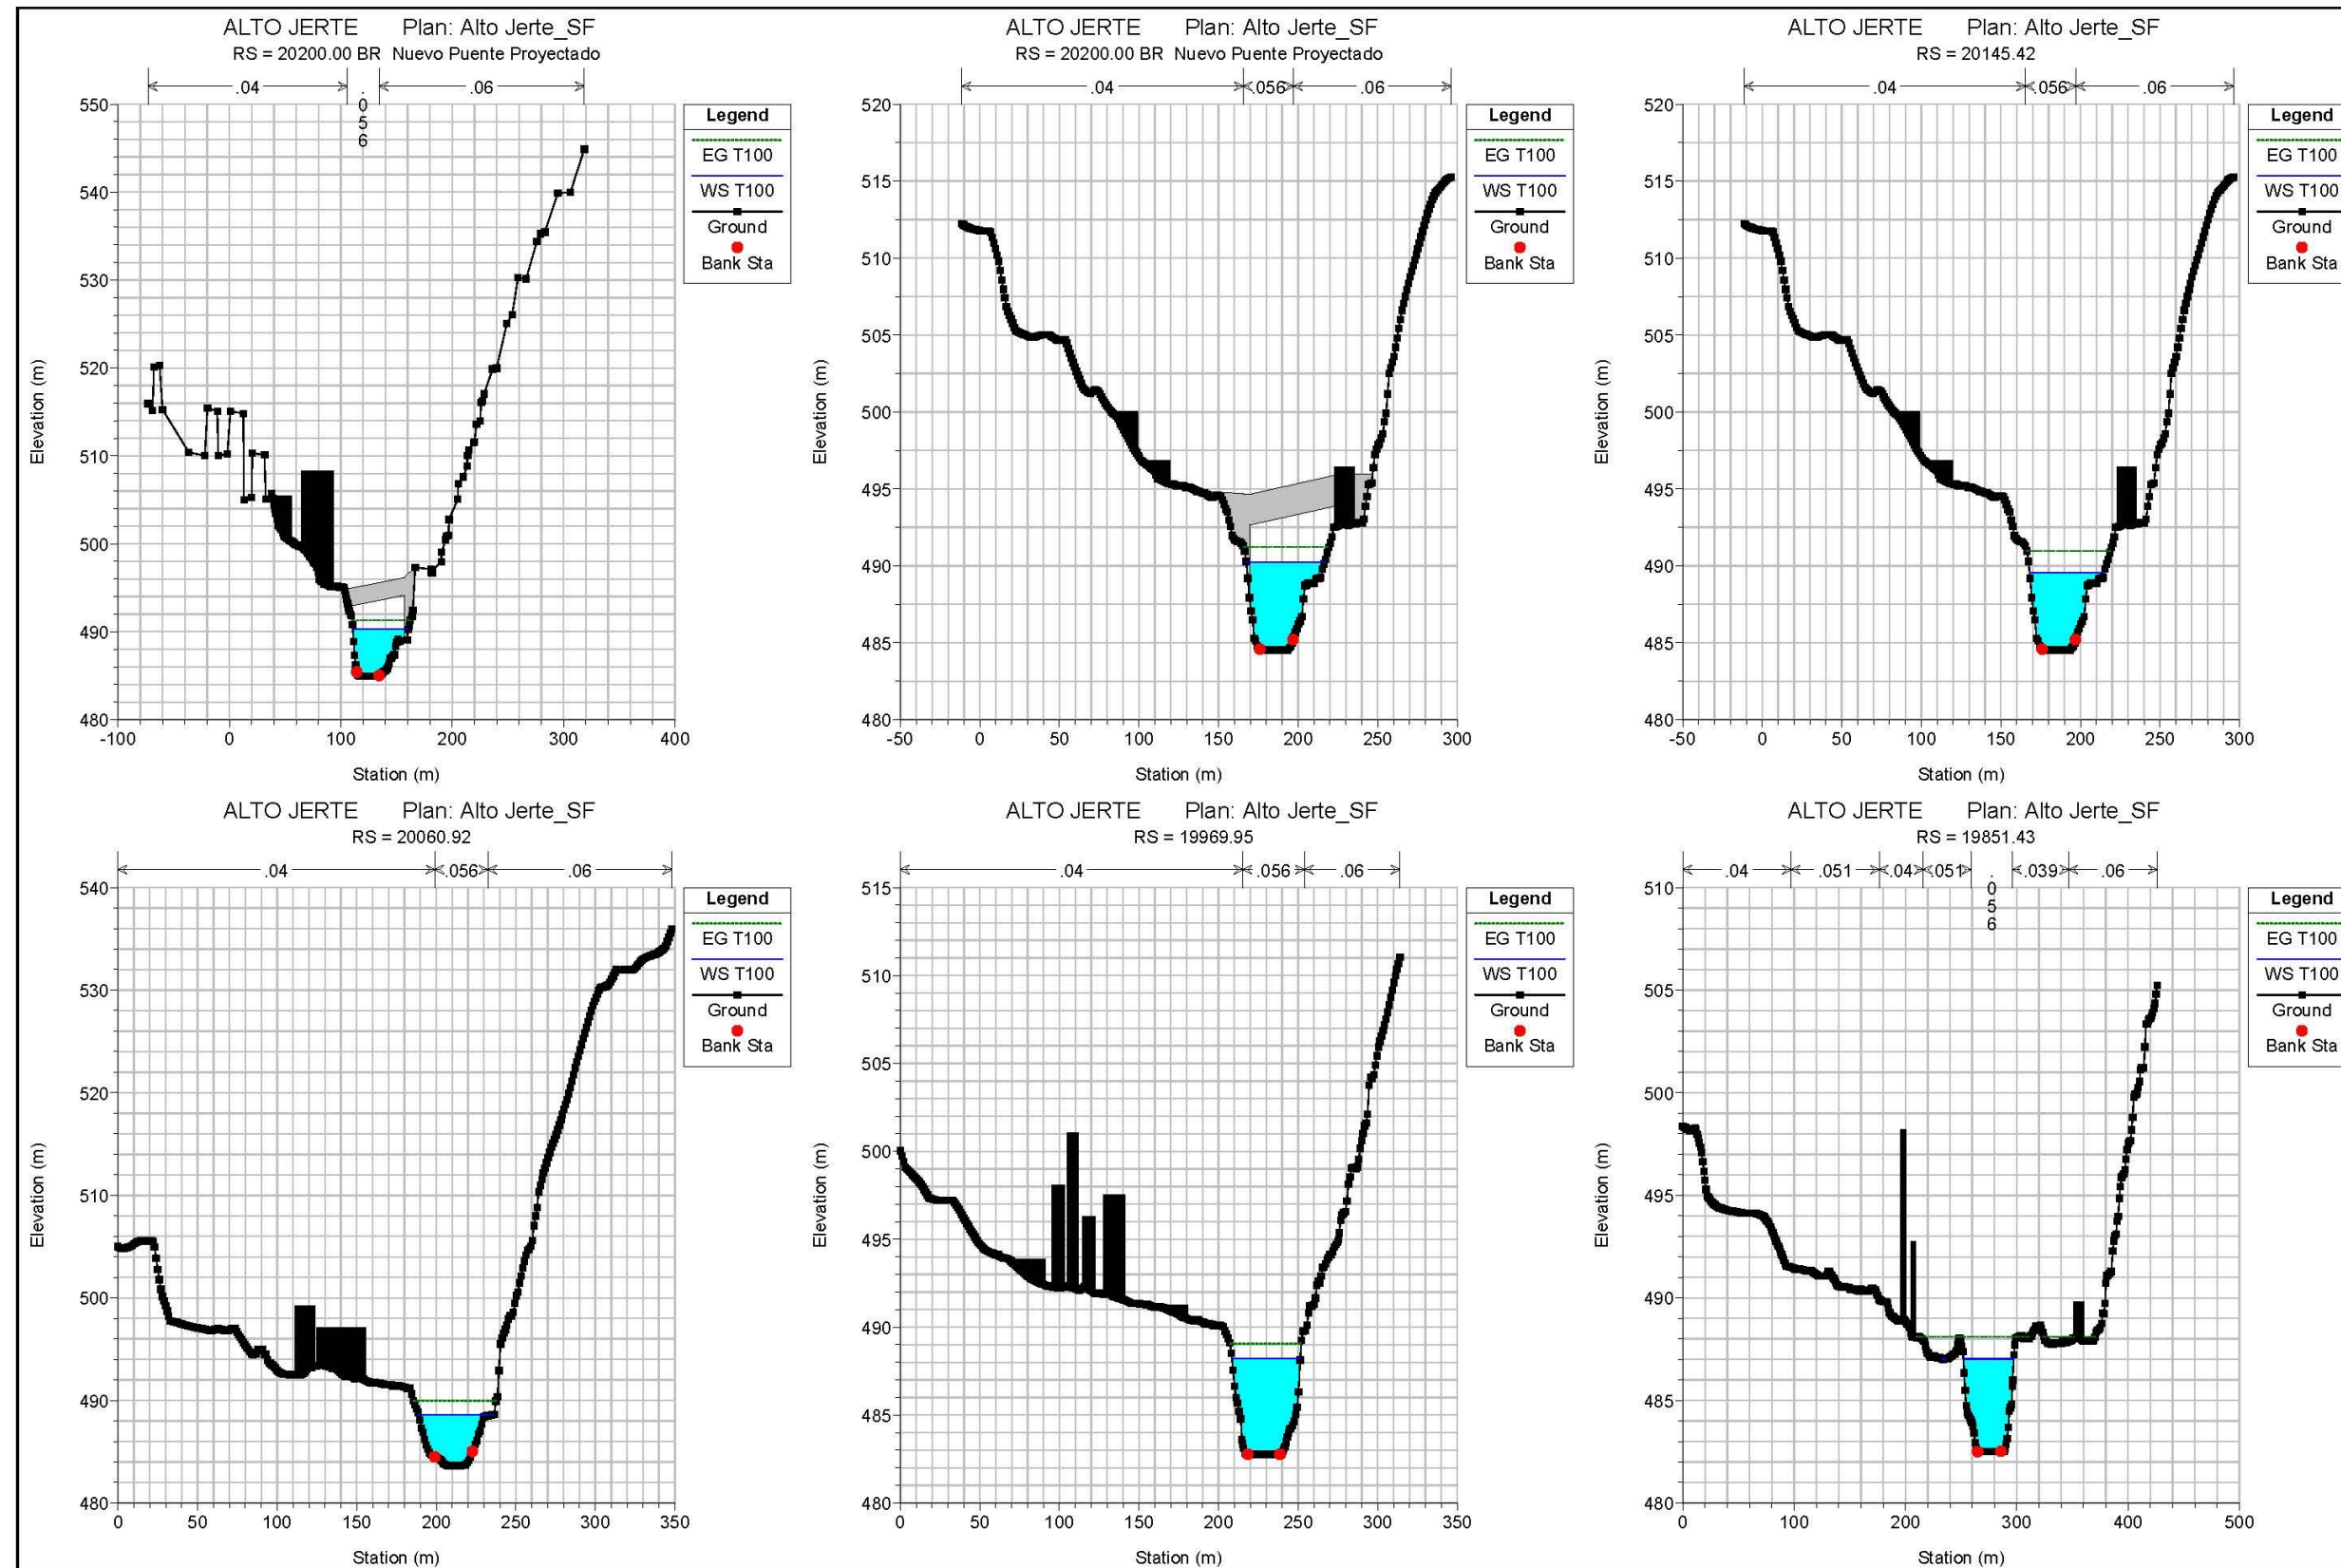 ALTO JERTE Plan: Alto Jerte_SF
RS = 20200.00 BR Nuevo Puente Proyectado
.04
.056
.06
550
540
530
520
510
500
490
480
Elevation (m)
-100 0 100 200 300 400
Station (m)
Legend
EG T100
WS T100
Ground
Bank Sta
ALTO JERTE Plan: Alto Jerte_SF
RS = 20200.00 BR Nuevo Puente Proyectado
.04 .056 .06
520
515
510
505
500
495
490
485
480
Elevation (m)
-50 0 50 100 150 200 250 300
Station (m)
Legend
EG T100
WS T100
Ground
Bank Sta
ALTO JERTE Plan: Alto Jerte_SF
RS = 20145.42
.04 .056 .06
520
515
510
505
500
495
490
485
480
Elevation (m)
-50 0 50 100 150 200 250 300
Station (m)
Legend
EG T100
WS T100
Ground
Bank Sta
ALTO JERTE Plan: Alto Jerte_SF
RS = 20060.92
.04 .056 .06
540
530
520
510
500
490
480
Elevation (m)
0 50 100 150 200 250 300 350
Station (m)
Legend
EG T100
WS T100
Ground
Bank Sta
ALTO JERTE Plan: Alto Jerte_SF
RS = 19969.95
.04 .056 .06
515
510
505
500
495
490
485
480
Elevation (m)
0 50 100 150 200 250 300 350
Station (m)
Legend
EG T100
WS T100
Ground
Bank Sta
ALTO JERTE Plan: Alto Jerte_SF
RS = 19851.43
.04 .051 .04 .051 .056 .039 .06
510
505
500
495
490
485
480
Elevation (m)
0 100 200 300 400 500
Station (m)
Legend
EG T100
WS T100
Ground
Bank Sta